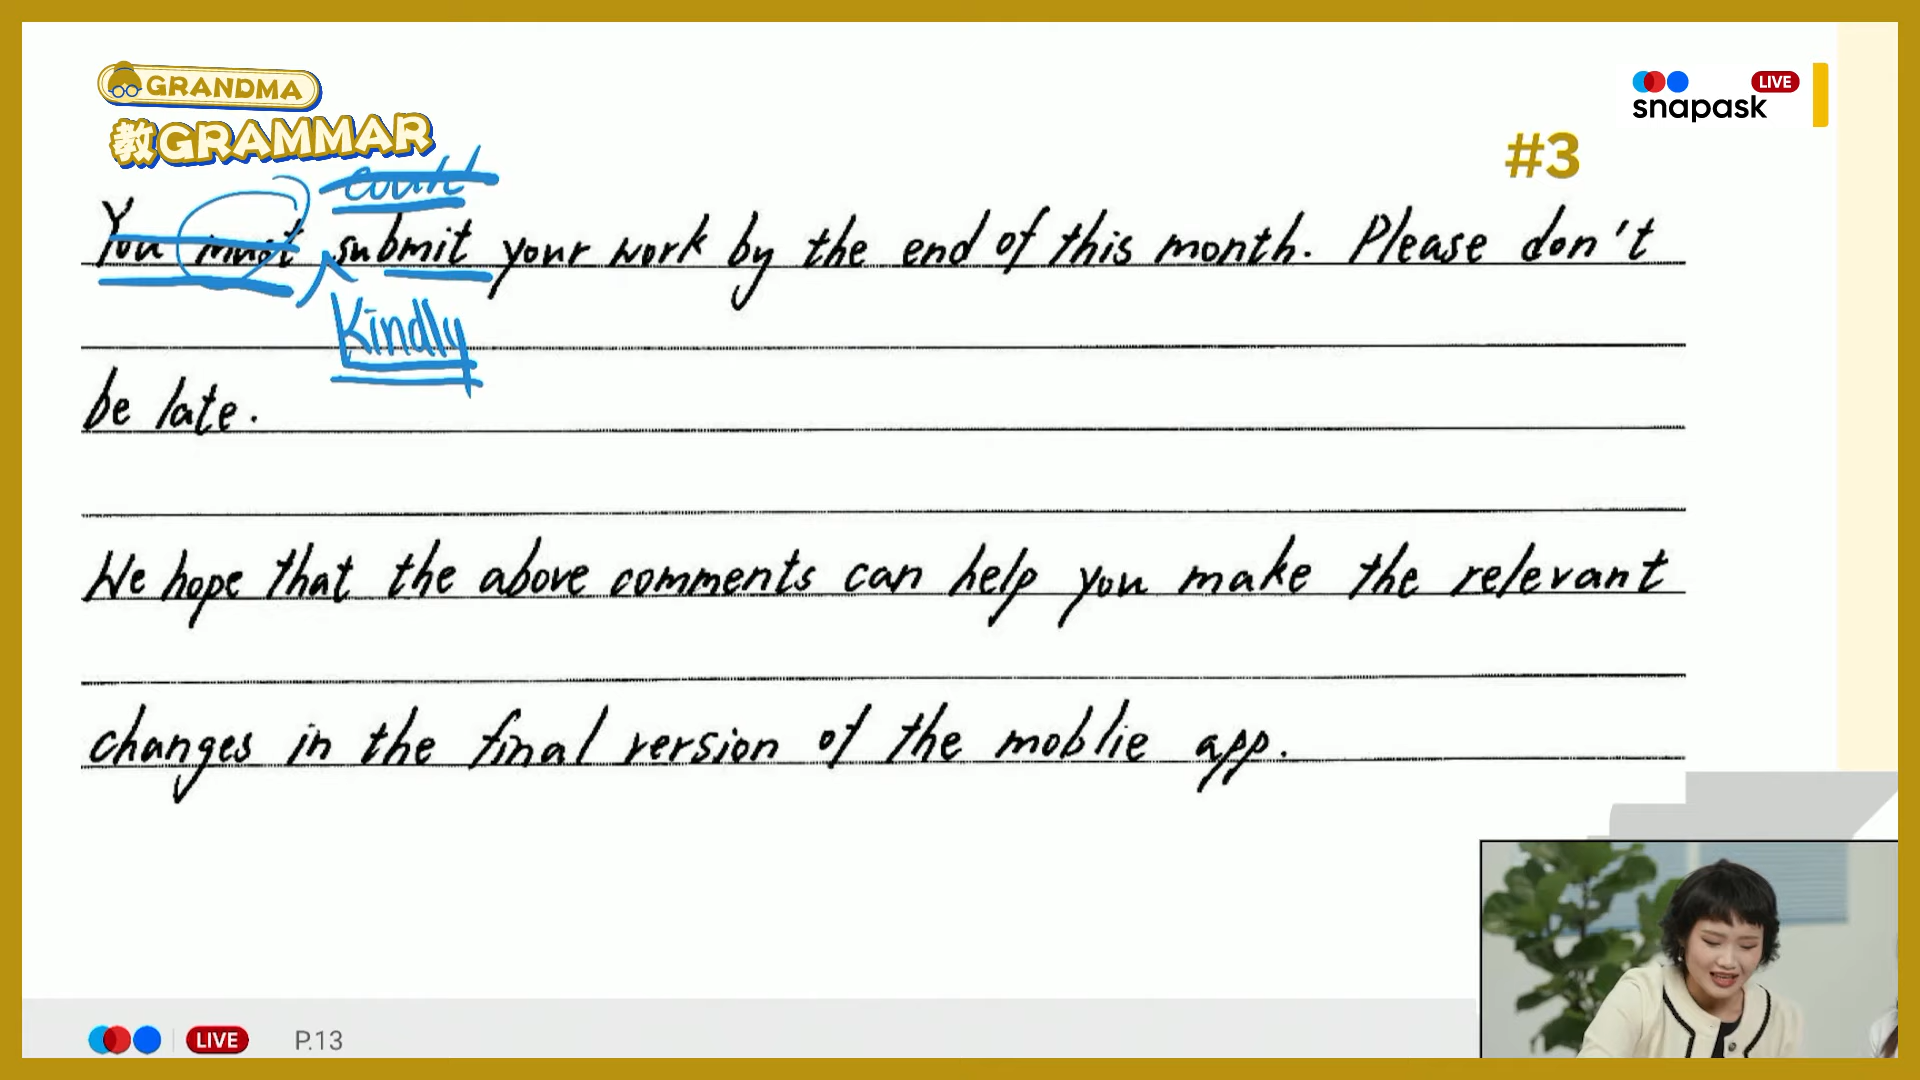 GRANDMA
教GRAMMAR
LIVE
snapask
#3
could
You must submit your work by the end of this month. Please don't
Kindly
be late.
We hope that the above comments can help you make the relevant
changes in the final version of the moblie app.
LIVE
P.13